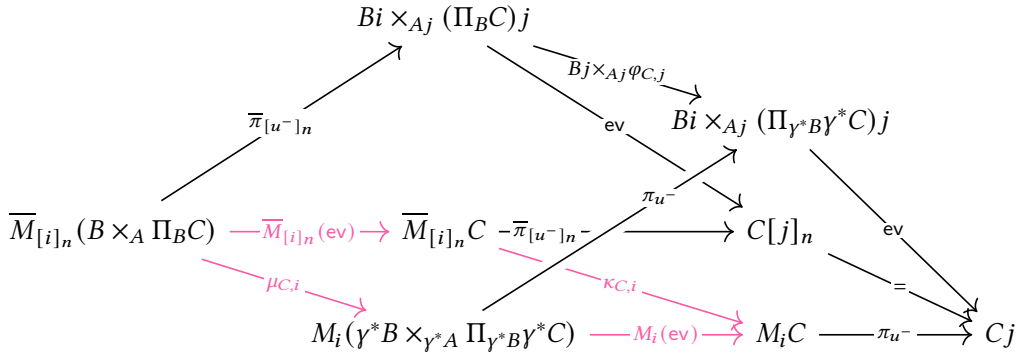 Bi ×_{Aj} (Π_B C)j
Bj×_{Aj}φ_{C,j}
Bi ×_{Aj} (Π_{γ*B}γ*C)j
π̅_{[u⁻]_n}
ev
π_{u⁻}
ev
M̅_{[i]_n}(B ×_A Π_B C)
M̅_{[i]_n}(ev)
M̅_{[i]_n}C
π̅_{[u⁻]_n}
C[j]_n
μ_{C,i}
κ_{C,i}
=
M_i(γ*B ×_{γ*A} Π_{γ*B}γ*C)
M_i(ev)
M_iC
π_{u⁻}
Cj